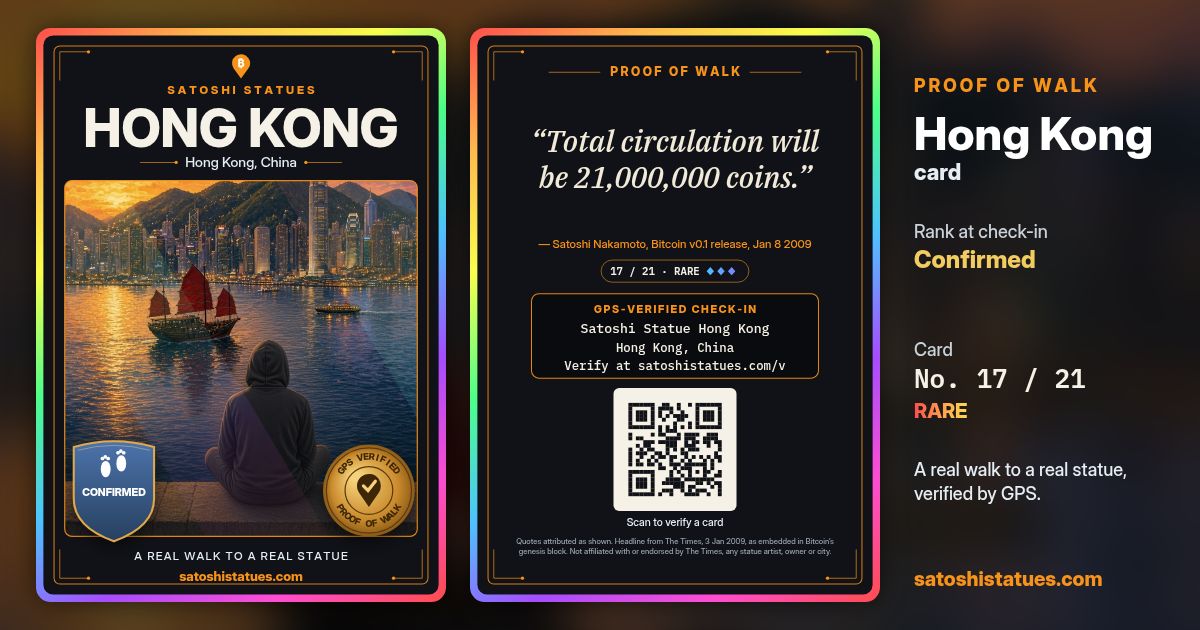 SATOSHI STATUES
HONG KONG
Hong Kong, China
CONFIRMED
GPS VERIFIED
PROOF OF WALK
A REAL WALK TO A REAL STATUE
satoshistatues.com
PROOF OF WALK
“Total circulation will
be 21,000,000 coins.”
— Satoshi Nakamoto, Bitcoin v0.1 release, Jan 8 2009
17 / 21 · RARE
GPS-VERIFIED CHECK-IN
Satoshi Statue Hong Kong
Hong Kong, China
Verify at satoshistatues.com/v
Scan to verify a card
Quotes attributed as shown. Headline from The Times, 3 Jan 2009, as embedded in Bitcoin's
genesis block. Not affiliated with or endorsed by The Times, any statue artist, owner or city.
PROOF OF WALK
Hong Kong
card
Rank at check-in
Confirmed
Card
No. 17 / 21
RARE
A real walk to a real statue,
verified by GPS.
satoshistatues.com